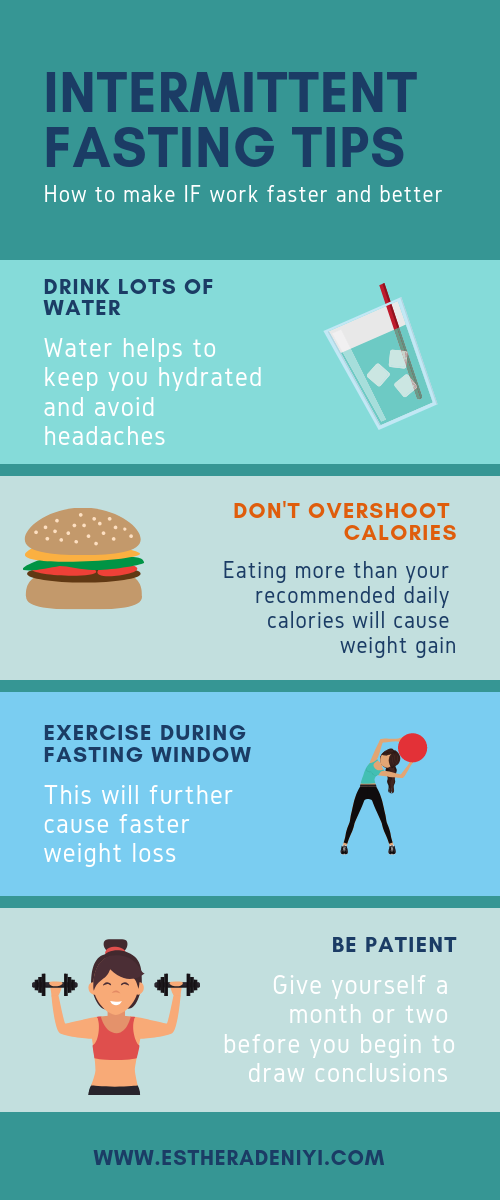 INTERMITTENT
FASTING TIPS
How to make IF work faster and better
DRINK LOTS OF
WATER
Water helps to
keep you hydrated
and avoid
headaches
DON'T OVERSHOOT
CALORIES
Eating more than your
recommended daily
calories will cause
weight gain
EXERCISE DURING
FASTING WINDOW
This will further
cause faster
weight loss
BE PATIENT
Give yourself a
month or two
before you begin to
draw conclusions
WWW.ESTHERADENIYI.COM